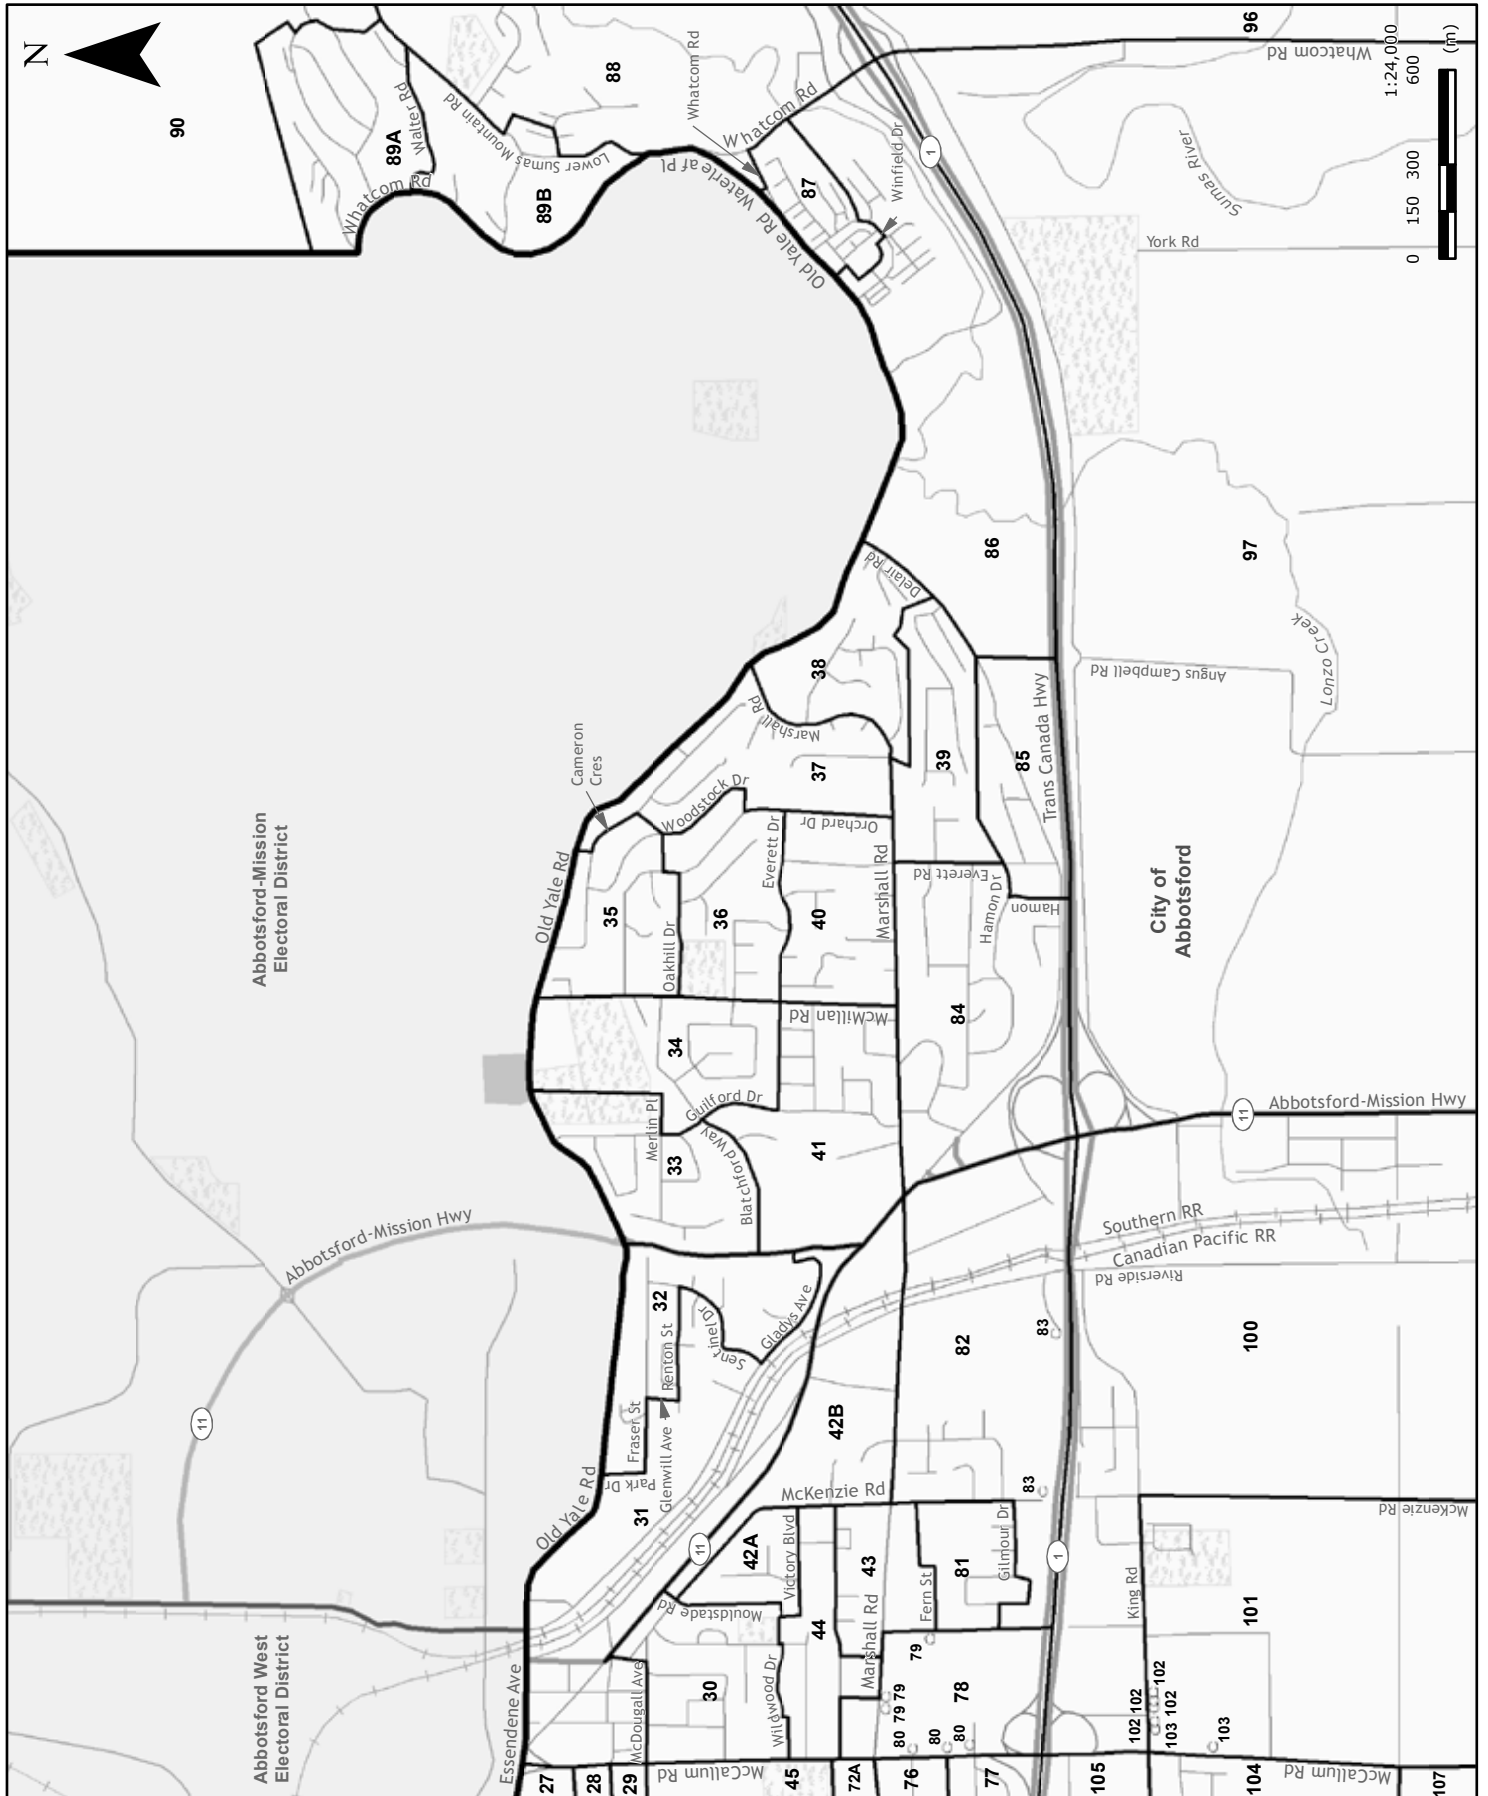 N
90
89A
Walter Rd
Whatcom Rd
88
Lower Sumas Mountain Rd
89B
Whatcom Rd
Whatcom Rd
Waterleaf Pl
Old Yale Rd
87
Winfield Dr
1
96
Whatcom Rd
1:24,000
0 150 300 600
(m)
Sumas River
York Rd
Abbotsford-Mission
Electoral District
Cameron
Cres
86
97
Delair Rd
38
Marshall Rd
39
85
Trans Canada Hwy
Angus Campbell Rd
Lonzo Creek
37
Woodstock Dr
Orchard Dr
Old Yale Rd
35
Oakhill Dr
36
Everett Dr
40
Marshall Rd
Everett Rd
Hamon Dr
Hamon
City of
Abbotsford
84
McMillan Rd
34
Guilford Dr
Merlin Pl
33
Blatchford Way
41
11
Abbotsford-Mission Hwy
Abbotsford-Mission Hwy
11
Southern RR
Canadian Pacific RR
Riverside Rd
32
Renton St
Sentinel Dr
Gladys Ave
Fraser St
Glenwill Ave
Park Dr
31
Old Yale Rd
82
83
83
100
42B
McKenzie Rd
McKenzie Rd
11
42A
Victory Blvd
Mouldstade Rd
43
44
Marshall Rd
Fern St
81
Gilmour Dr
1
King Rd
101
Abbotsford West
Electoral District
Essendene Ave
McDougall Ave
30
Wildwood Dr
79
79 79
80
80
80
78
102
102
102
102
103
103
27
28
29
McCallum Rd
45
72A
76
77
105
104
McCallum Rd
107